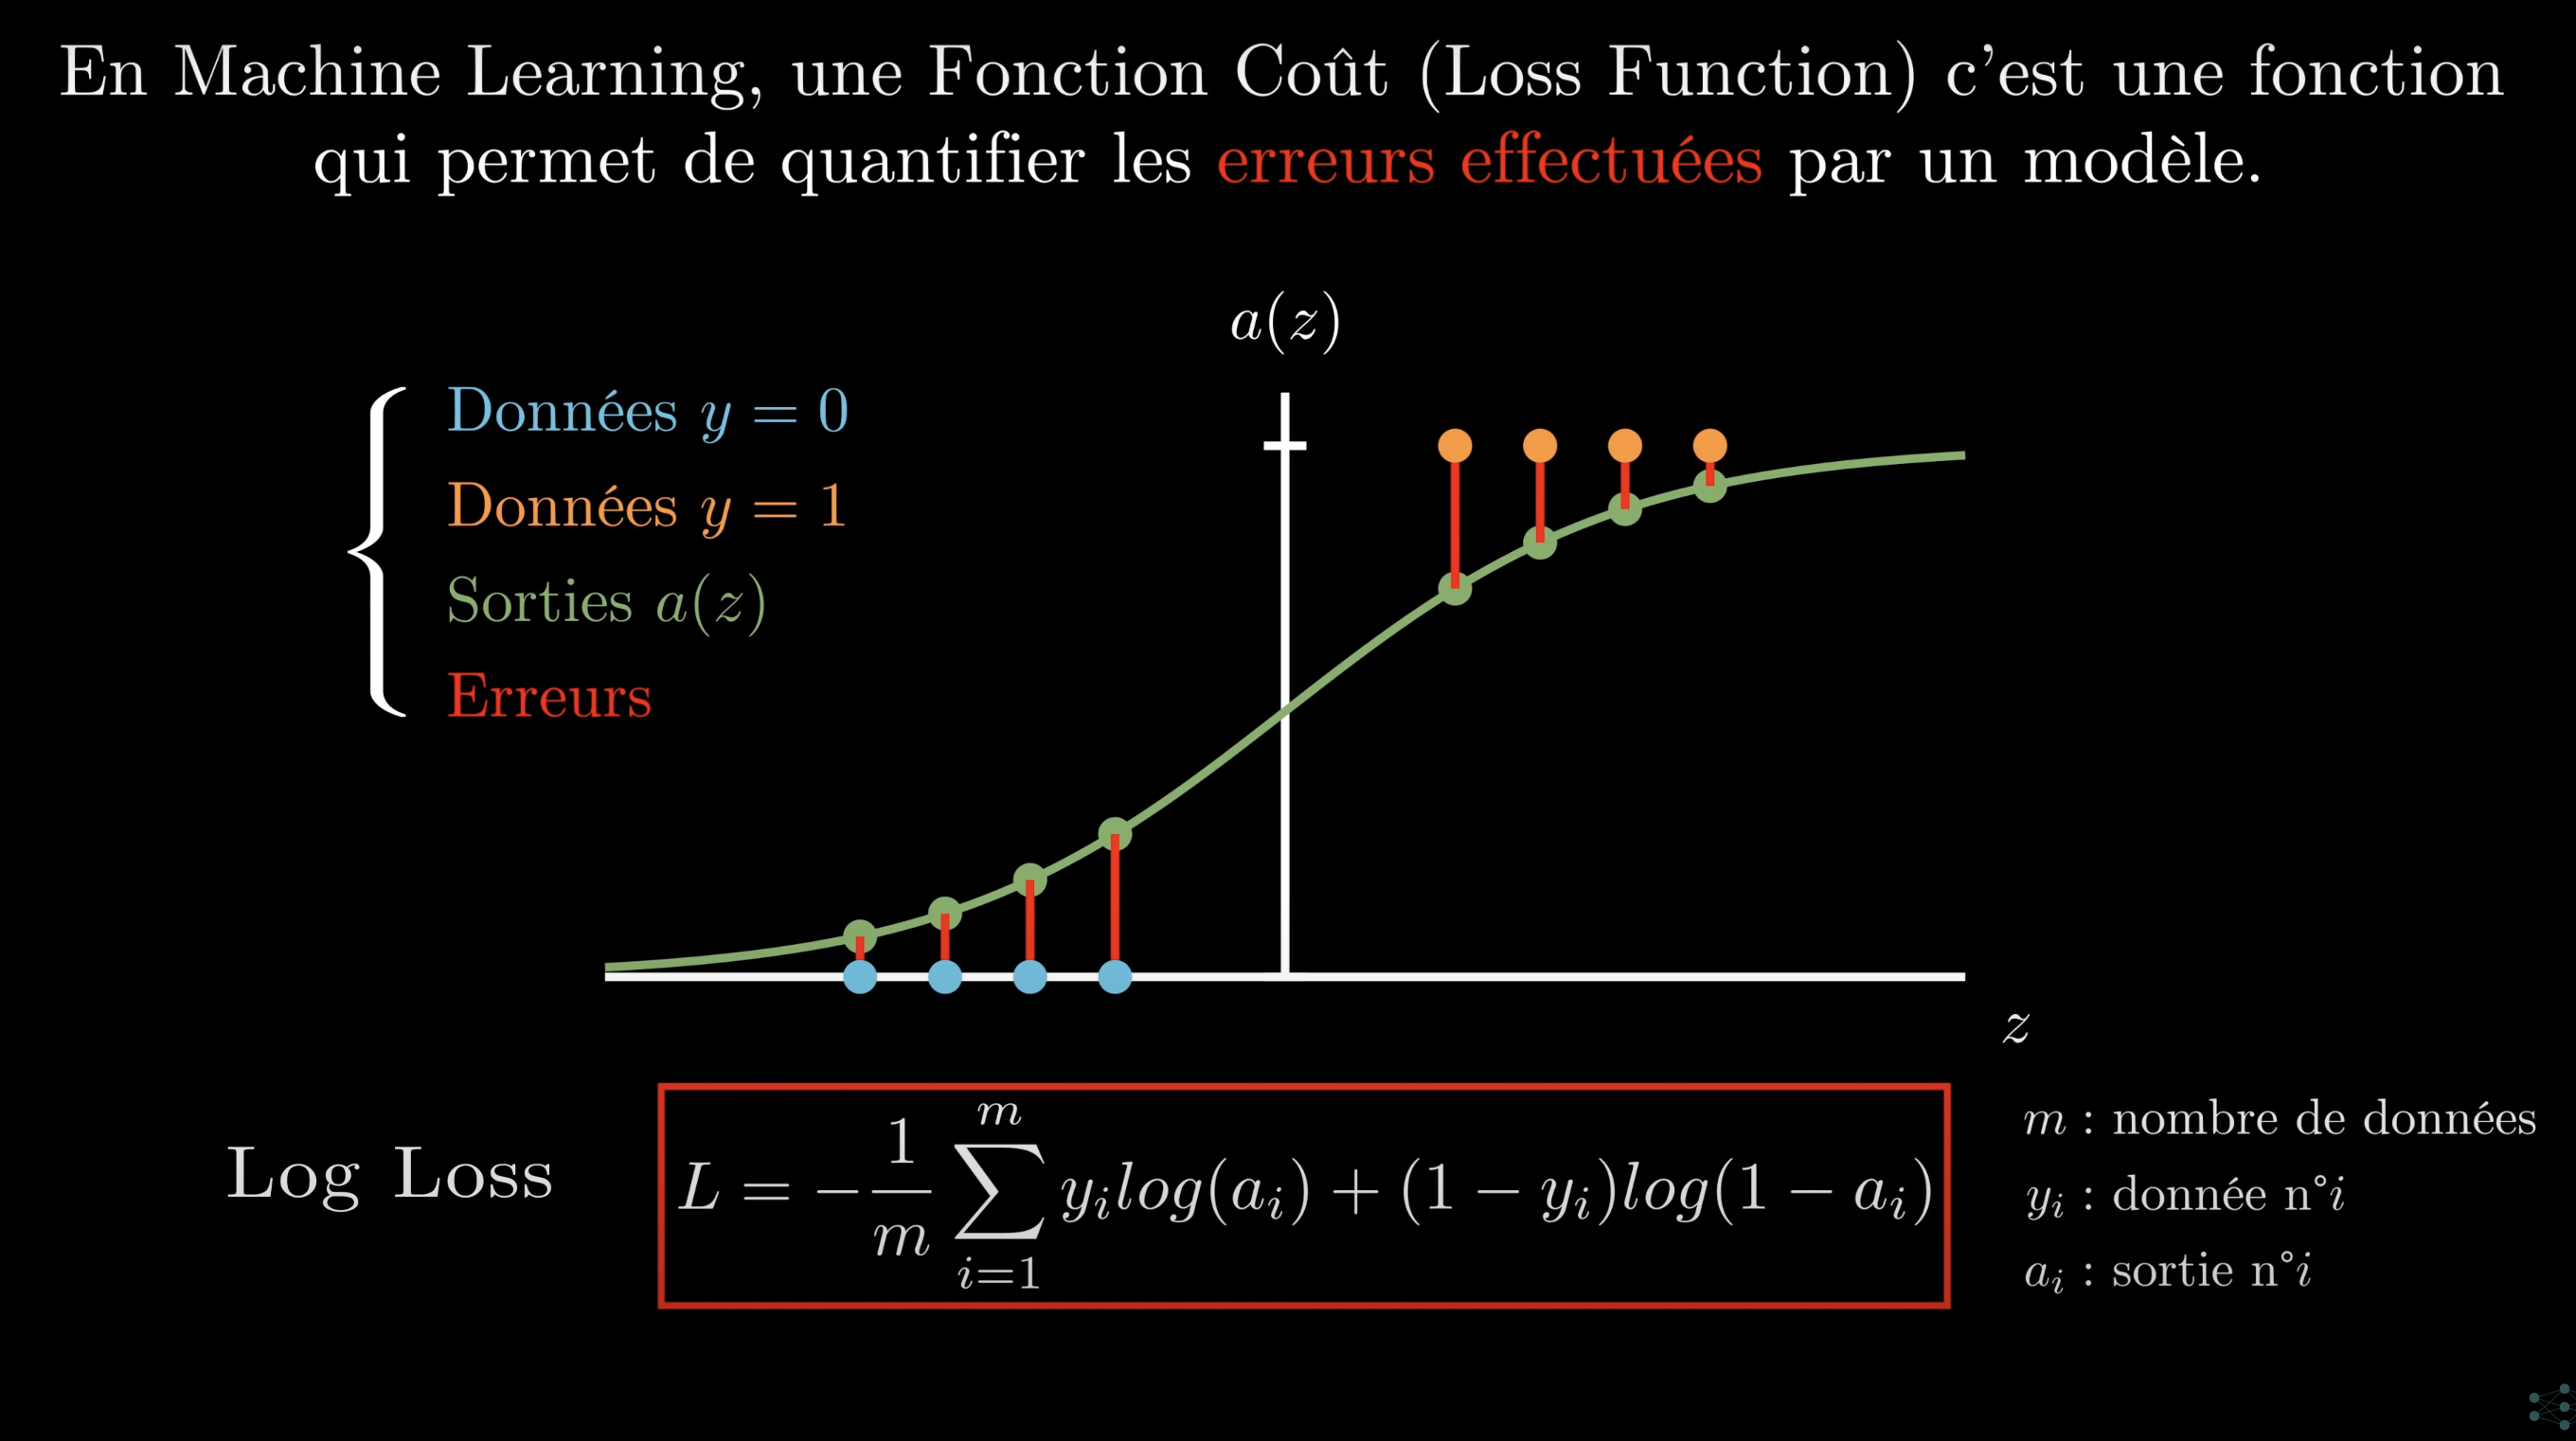 En Machine Learning, une Fonction Coût (Loss Function) c'est une fonction
qui permet de quantifier les erreurs effectuées par un modèle.
a(z)
Données y = 0
Données y = 1
Sorties a(z)
Erreurs
z
Log Loss
L = -\frac{1}{m} \sum_{i=1}^{m} y_i log(a_i) + (1 - y_i)log(1 - a_i)
m : nombre de données
y_i : donnée n°i
a_i : sortie n°i